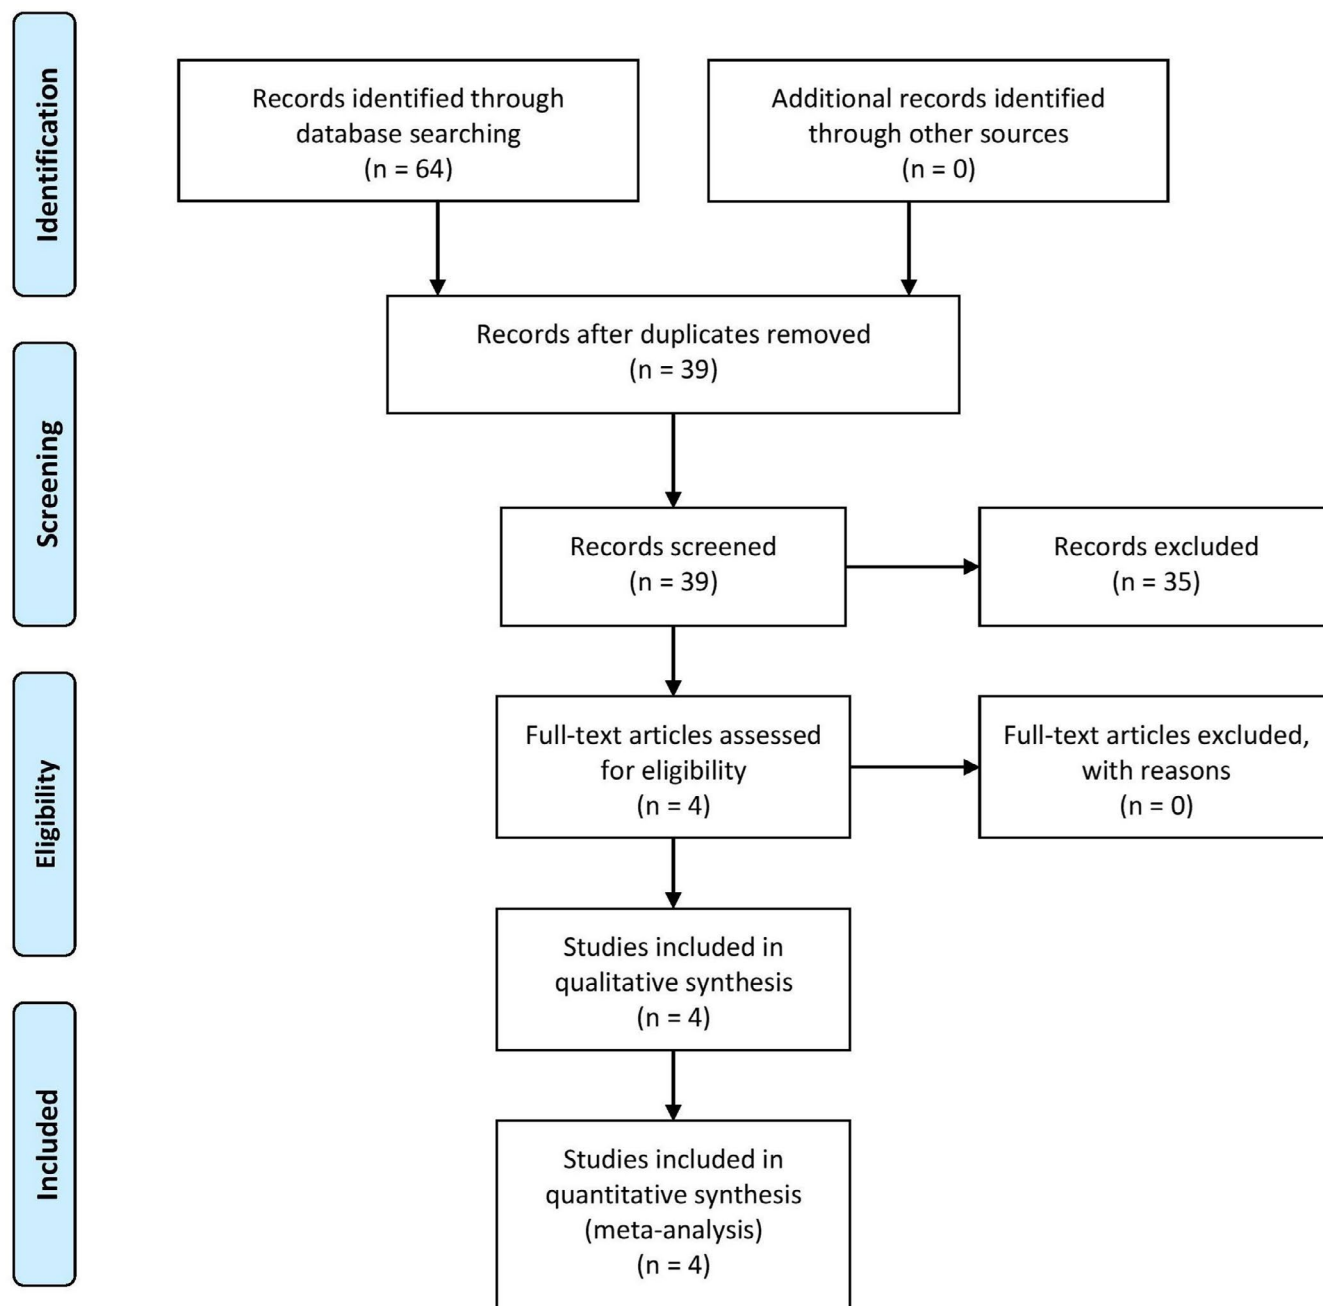 Identification
Records identified through
database searching
(n = 64)
Additional records identified
through other sources
(n = 0)
Records after duplicates removed
(n = 39)
Screening
Records screened
(n = 39)
Records excluded
(n = 35)
Eligibility
Full-text articles assessed
for eligibility
(n = 4)
Full-text articles excluded,
with reasons
(n = 0)
Studies included in
qualitative synthesis
(n = 4)
Included
Studies included in
quantitative synthesis
(meta-analysis)
(n = 4)